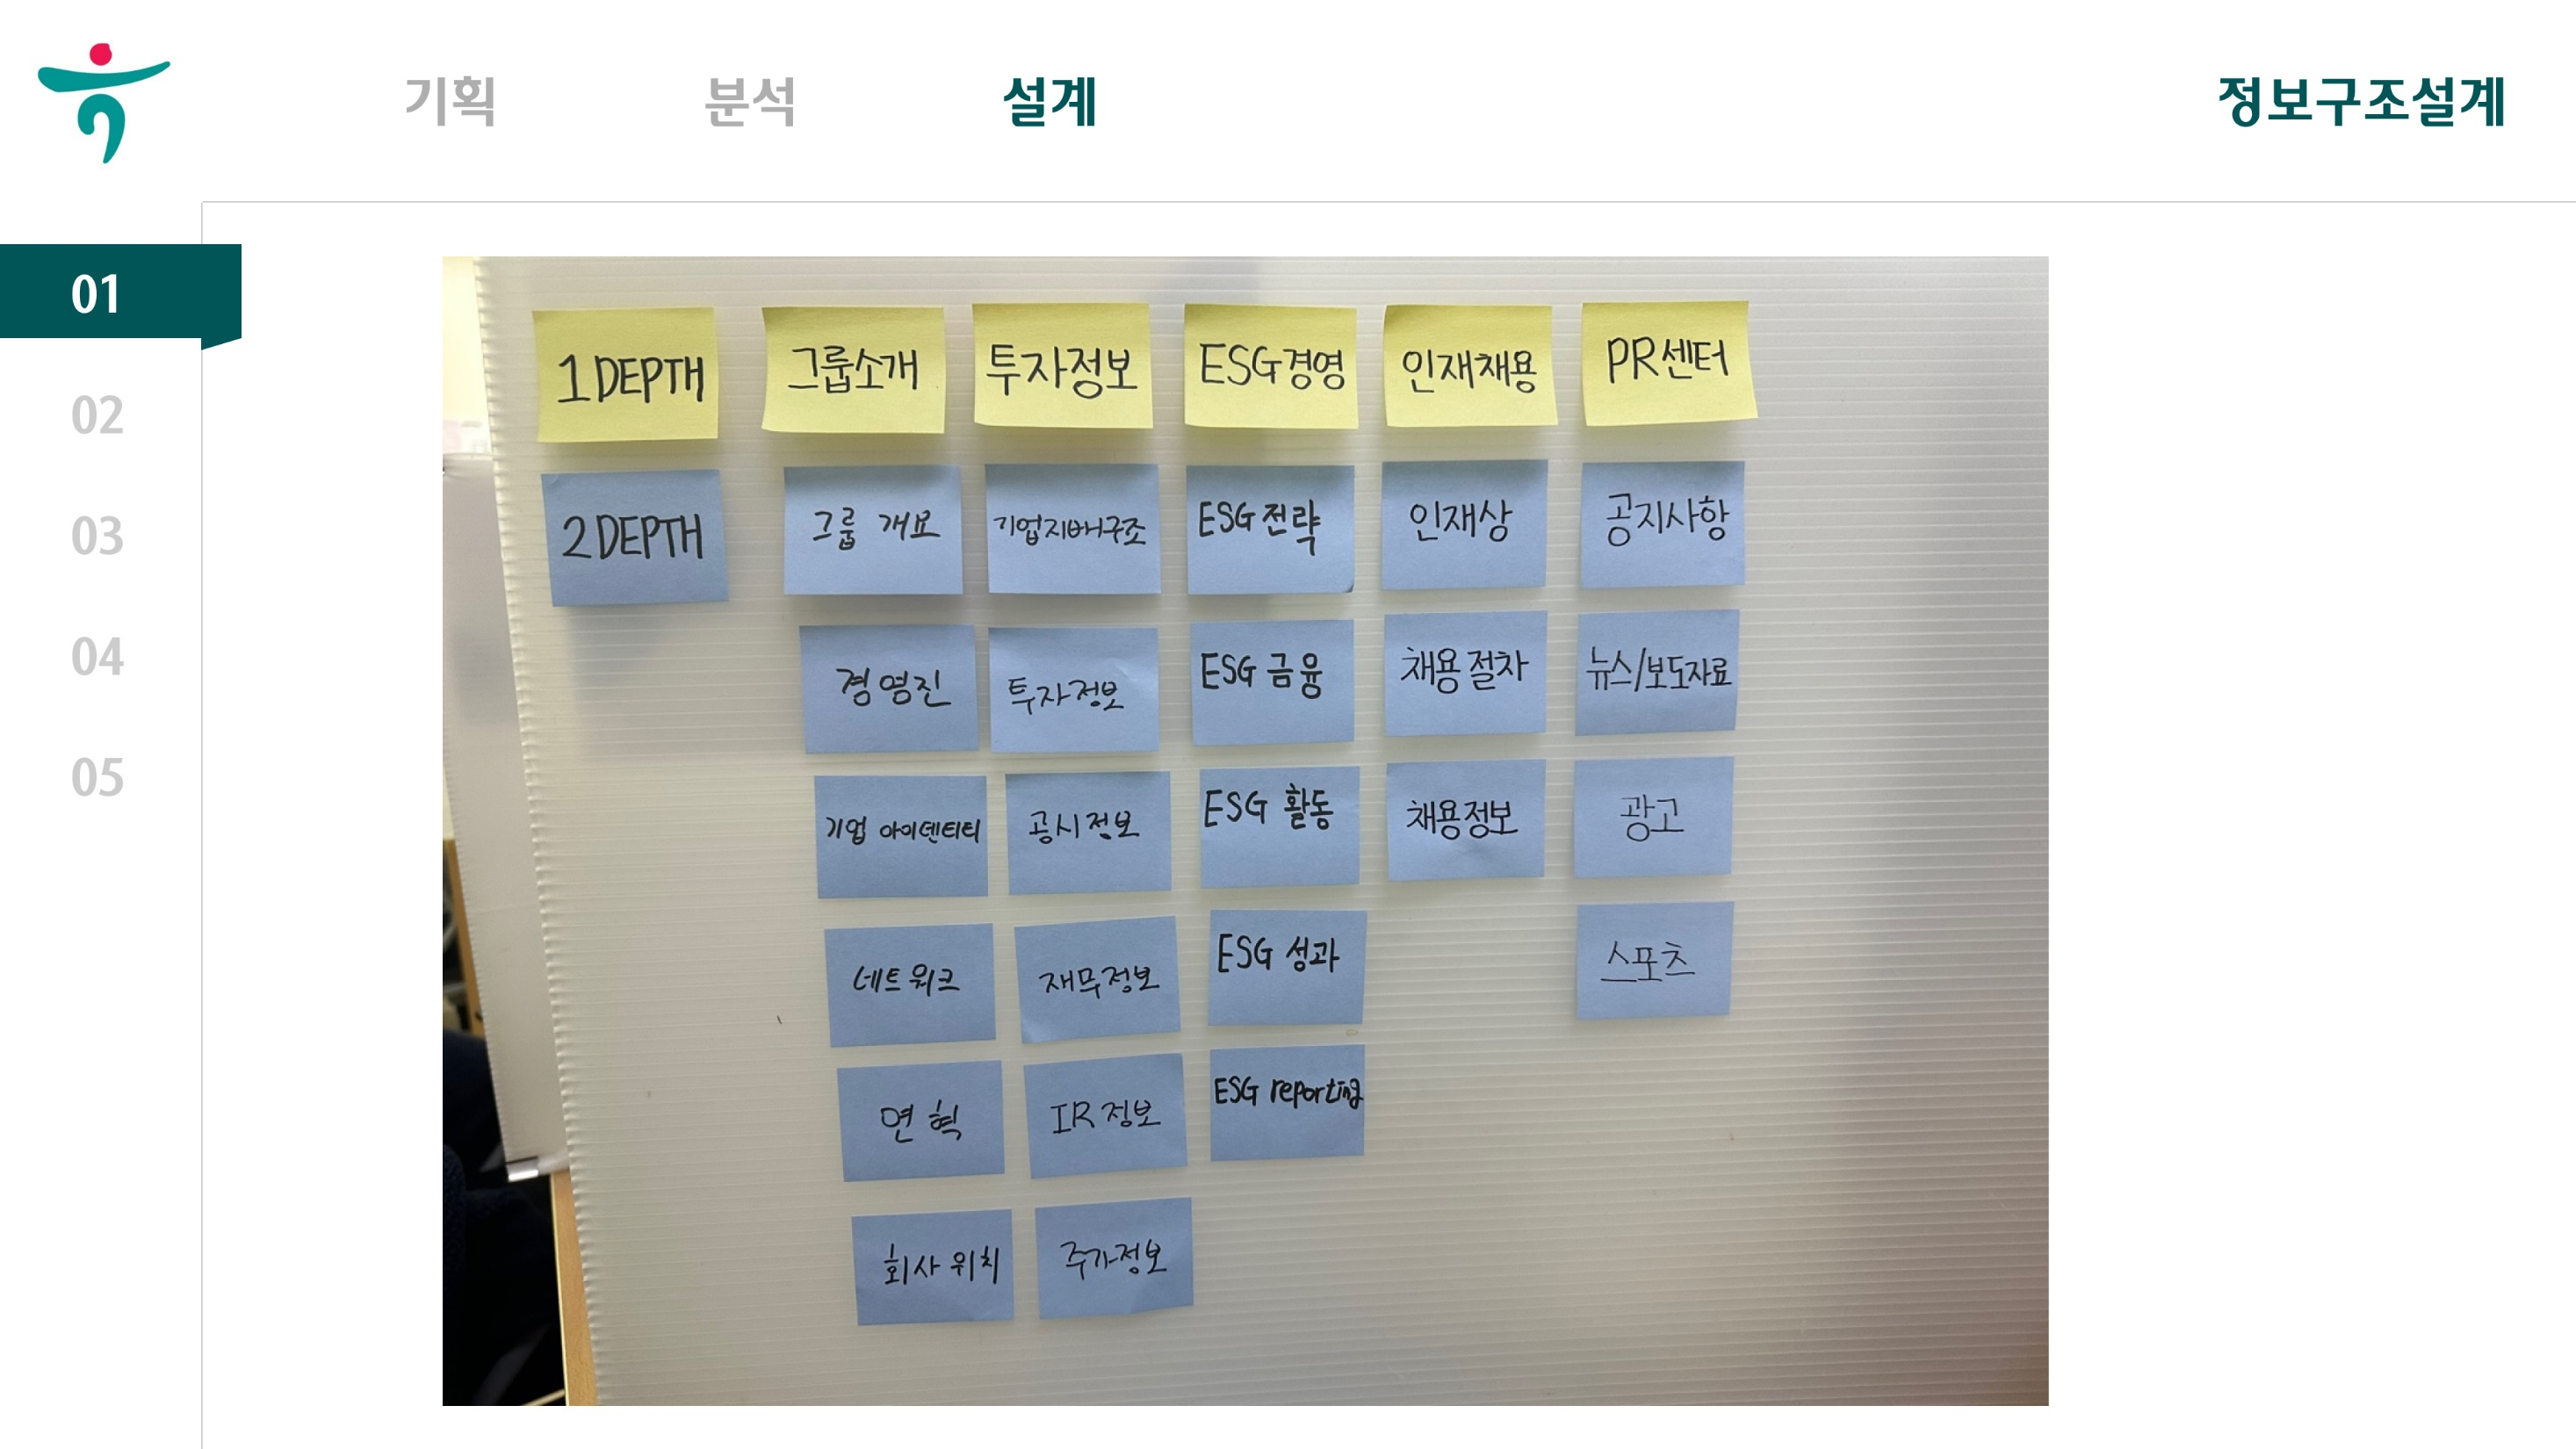 기획 분석 설계 정보구조설계
01
02
03
04
05
1 DEPTH 그룹소개 투자정보 ESG경영 인재채용 PR센터
2 DEPTH 그룹 개요 기업지배구조 ESG 전략 인재상 공지사항
경영진 투자정보 ESG 금융 채용 절차 뉴스/보도자료
기업 아이덴티티 공시정보 ESG 활동 채용정보 광고
네트워크 재무정보 ESG 성과 스포츠
연혁 IR 정보 ESG reporting
회사 위치 주가정보